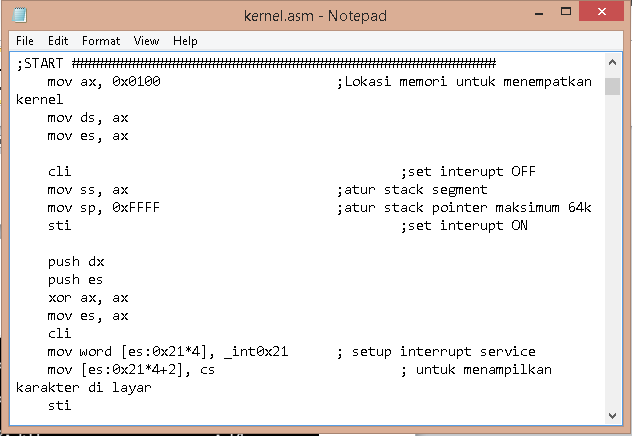 kernel.asm - Notepad
File Edit Format View Help
;START #####################################################
mov ax, 0x0100 ;Lokasi memori untuk menempatkan
kernel
mov ds, ax
mov es, ax
cli ;set interupt OFF
mov ss, ax ;atur stack segment
mov sp, 0xFFFF ;atur stack pointer maksimum 64k
sti ;set interupt ON
push dx
push es
xor ax, ax
mov es, ax
cli
mov word [es:0x21*4], _int0x21 ; setup interrupt service
mov [es:0x21*4+2], cs ; untuk menampilkan
karakter di layar
sti